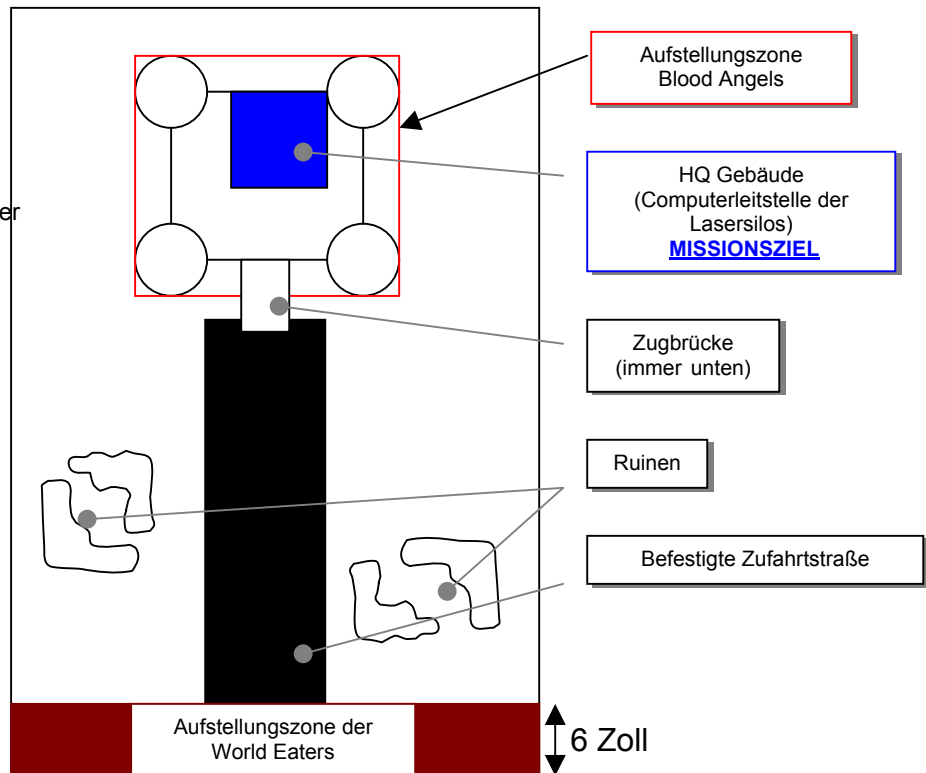 Aufstellungszone
Blood Angels
HQ Gebäude
(Computerleitstelle der
Lasersilos)
MISSIONSZIEL
er
Zugbrücke
(immer unten)
Ruinen
Befestigte Zufahrtstraße
Aufstellungszone der
World Eaters
6 Zoll